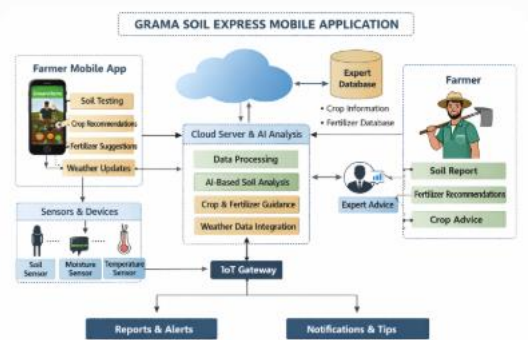 GRAMA SOIL EXPRESS MOBILE APPLICATION
Farmer Mobile App
Soil Testing
Crop Recommendations
Fertilizer Suggestions
Weather Updates
Sensors & Devices
Soil
Sensor
Moisture
Sensor
Temperature
Sensor
Cloud Server & AI Analysis
Data Processing
AI-Based Soil Analysis
Crop & Fertilizer Guidance
Weather Data Integration
IoT Gateway
Expert
Database
• Crop Information
• Fertilizer Database
Expert Advice
Farmer
Soil Report
Fertilizer Recommendations
Crop Advice
Reports & Alerts
Notifications & Tips